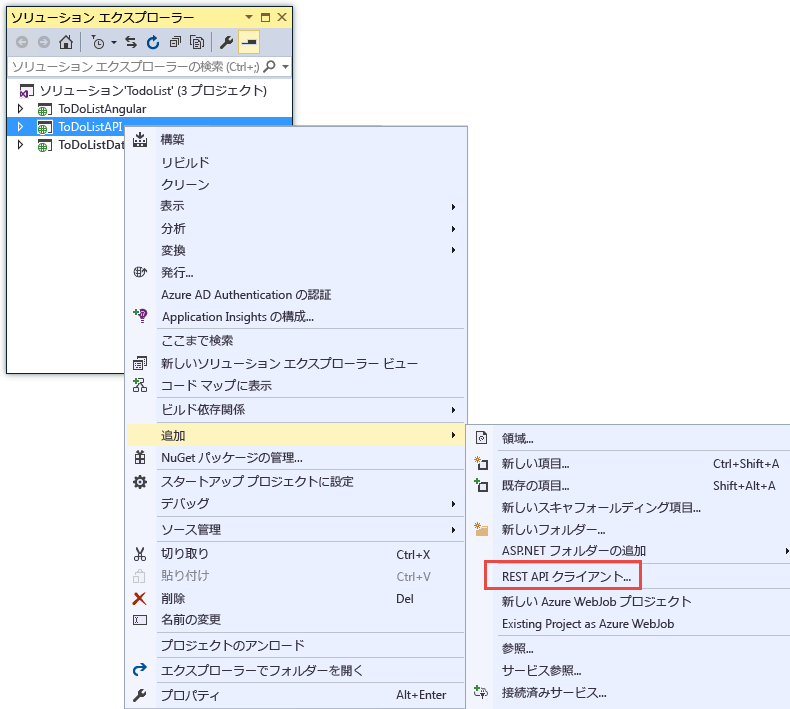 ソリューション エクスプローラー
ソリューション エクスプローラーの検索 (Ctrl+;)
ソリューション'TodoList' (3 プロジェクト)
ToDoListAngular
ToDoListAPI
ToDoListDat
構築
リビルド
クリーン
表示
分析
変換
発行...
Azure AD Authentication の認証
Application Insights の構成...
ここまで検索
新しいソリューション エクスプローラー ビュー
コード マップに表示
ビルド依存関係
追加
NuGet パッケージの管理...
スタートアップ プロジェクトに設定
デバッグ
ソース管理
切り取り Ctrl+X
貼り付け Ctrl+V
削除 Del
名前の変更
プロジェクトのアンロード
エクスプローラーでフォルダーを開く
プロパティ Alt+Enter
領域...
新しい項目... Ctrl+Shift+A
既存の項目... Shift+Alt+A
新しいスキャフォールディング項目...
新しいフォルダー...
ASP.NET フォルダーの追加
REST API クライアント...
新しい Azure WebJob プロジェクト
Existing Project as Azure WebJob
参照...
サービス参照...
接続済みサービス...